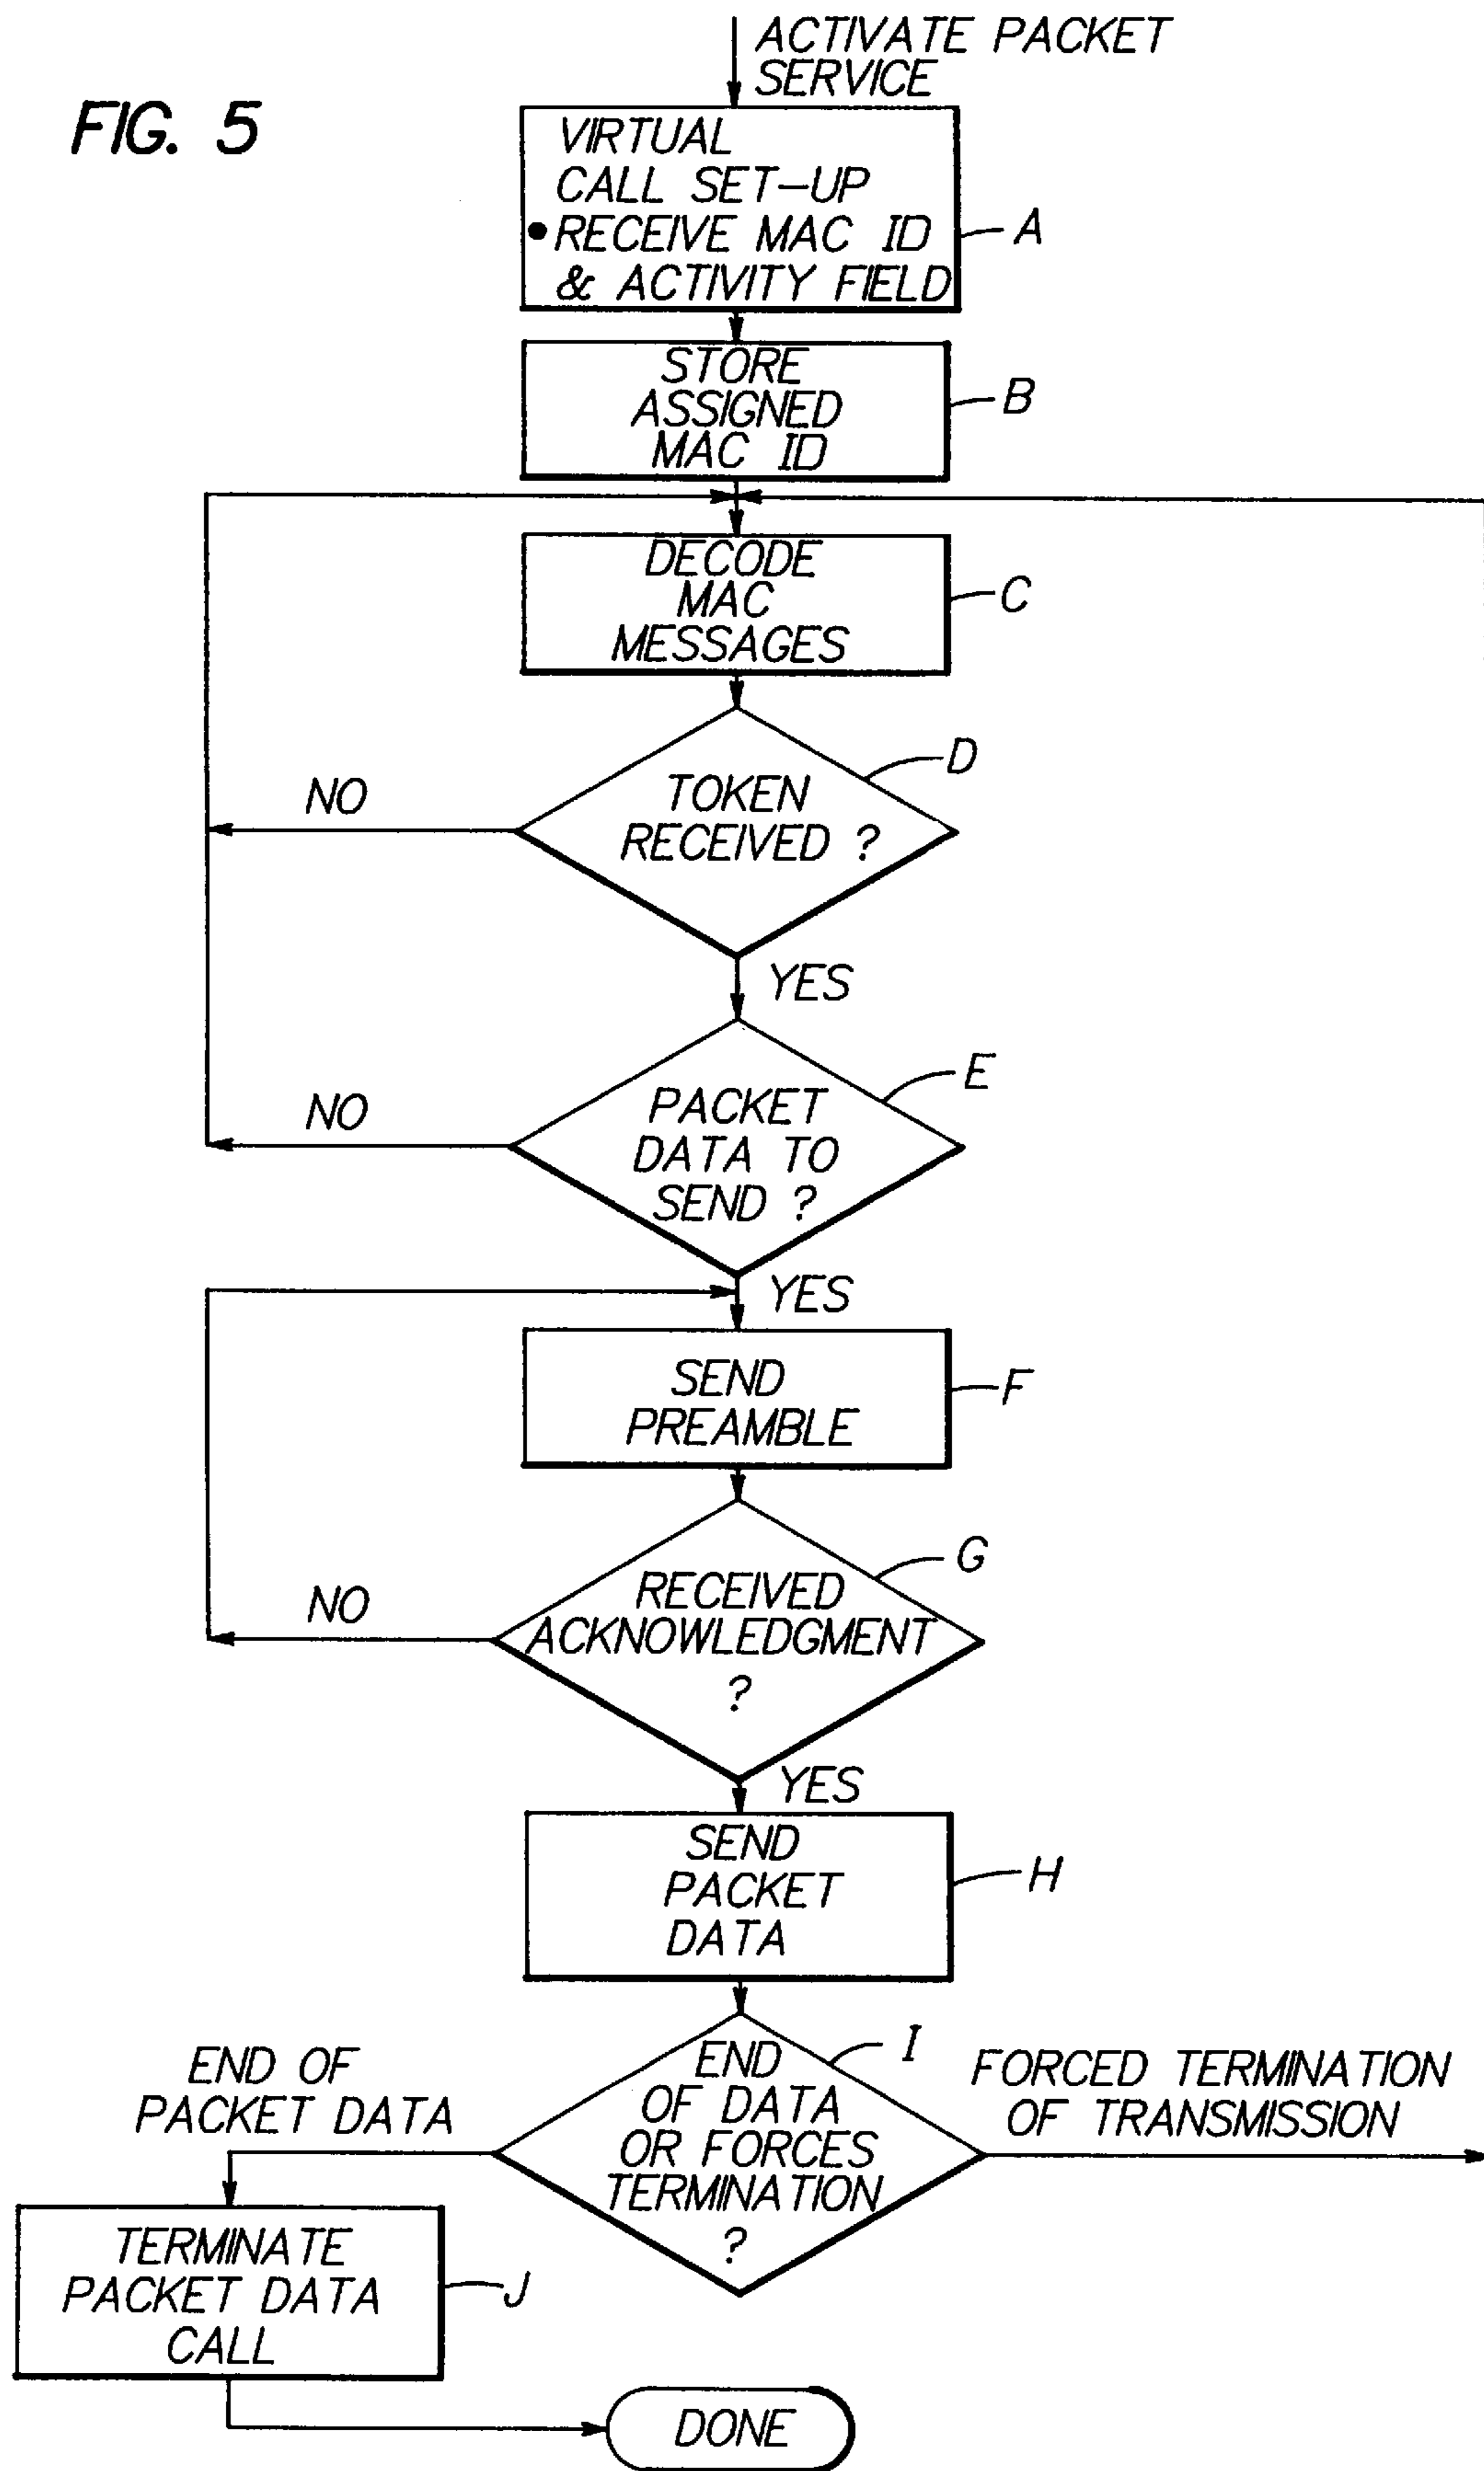 ACTIVATE PACKET
SERVICE
FIG. 5
VIRTUAL
CALL SET-UP
•RECEIVE MAC ID
& ACTIVITY FIELD
A
STORE
ASSIGNED
MAC ID
B
DECODE
MAC
MESSAGES
C
TOKEN
RECEIVED ?
D
NO
YES
PACKET
DATA TO
SEND ?
E
NO
YES
SEND
PREAMBLE
F
RECEIVED
ACKNOWLEDGMENT
?
G
NO
YES
SEND
PACKET
DATA
H
END
OF DATA
OR FORCES
TERMINATION
?
I
END OF
PACKET DATA
FORCED TERMINATION
OF TRANSMISSION
TERMINATE
PACKET DATA
CALL
J
DONE